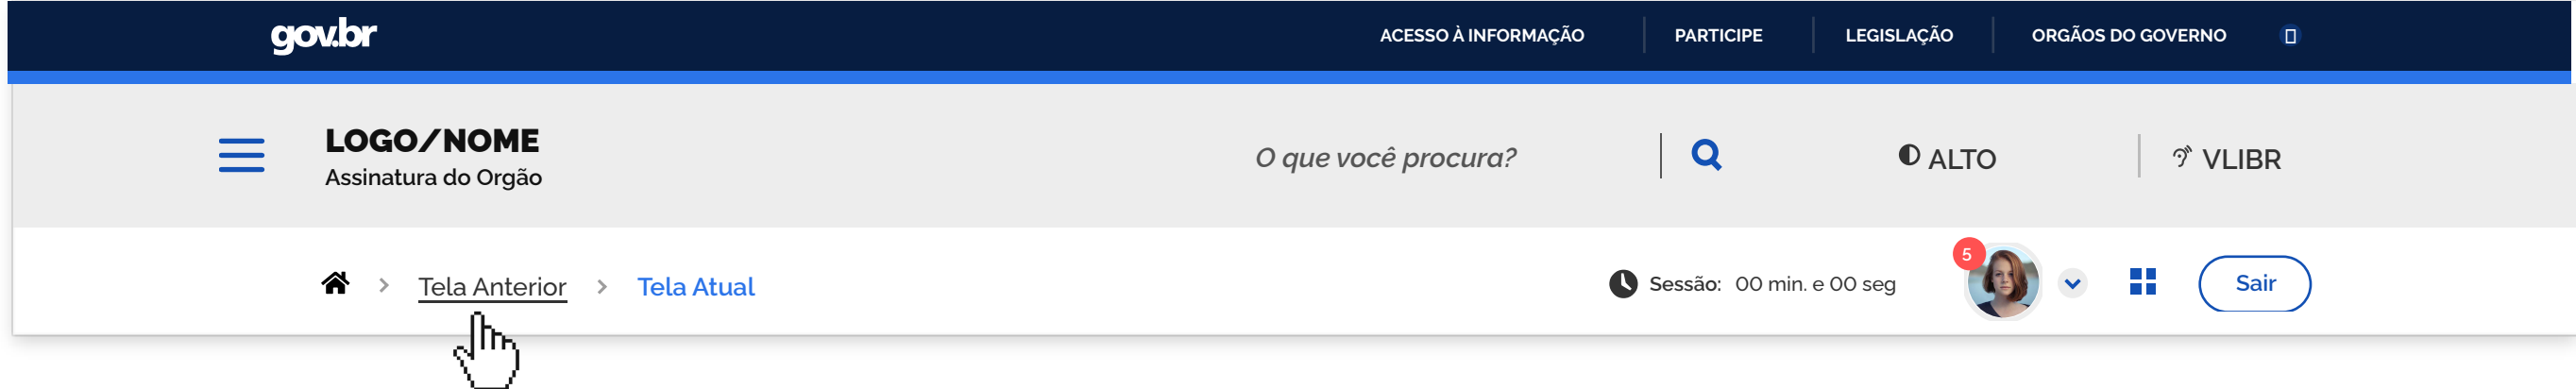 gov.br ACESSO À INFORMAÇÃO PARTICIPE LEGISLAÇÃO ORGÃOS DO GOVERNO
LOGO/NOME
Assinatura do Orgão
O que você procura? ALTO VLIBR
Tela Anterior Tela Atual Sessão: 00 min. e 00 seg 5 Sair